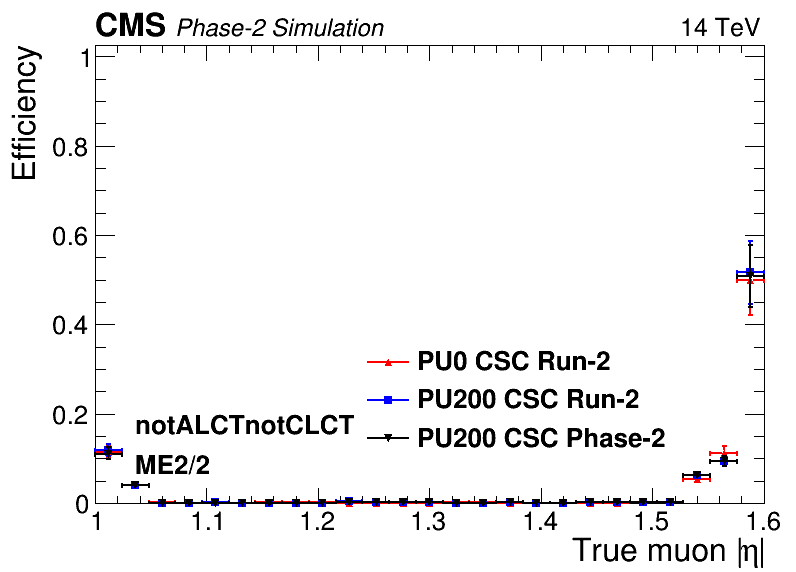 CMS Phase-2 Simulation 14 TeV
Efficiency
1
0.8
0.6
0.4
0.2
0
PU0 CSC Run-2
PU200 CSC Run-2
PU200 CSC Phase-2
notALCTnotCLCT
ME2/2
1 1.1 1.2 1.3 1.4 1.5 1.6
True muon |η|